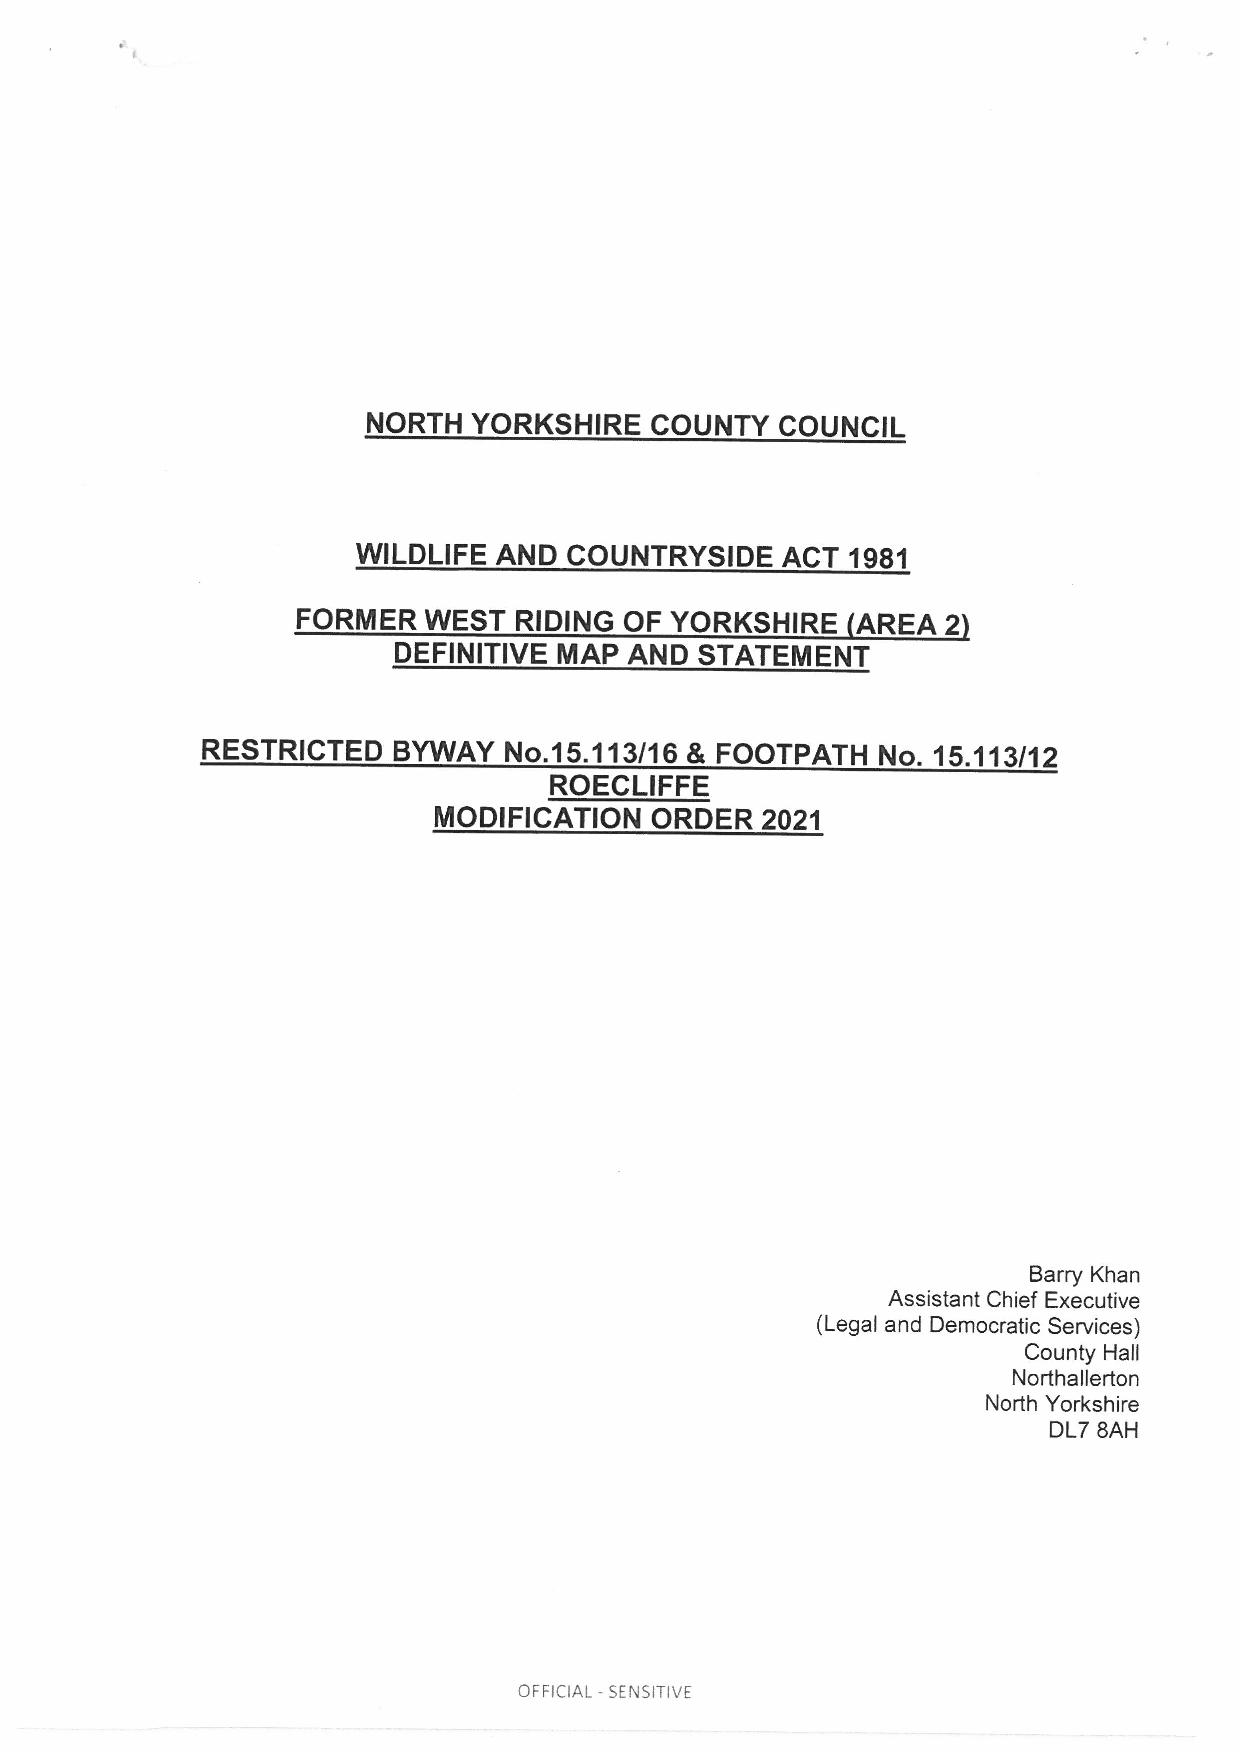 NORTH YORKSHIRE COUNTY COUNCIL
WILDLIFE AND COUNTRYSIDE ACT 1981
FORMER WEST RIDING OF YORKSHIRE (AREA 2)
DEFINITIVE MAP AND STATEMENT
RESTRICTED BYWAY No.15.113/16 & FOOTPATH No. 15.113/12
ROECLIFFE
MODIFICATION ORDER 2021
Barry Khan
Assistant Chief Executive
(Legal and Democratic Services)
County Hall
Northallerton
North Yorkshire
DL7 8AH
OFFICIAL - SENSITIVE